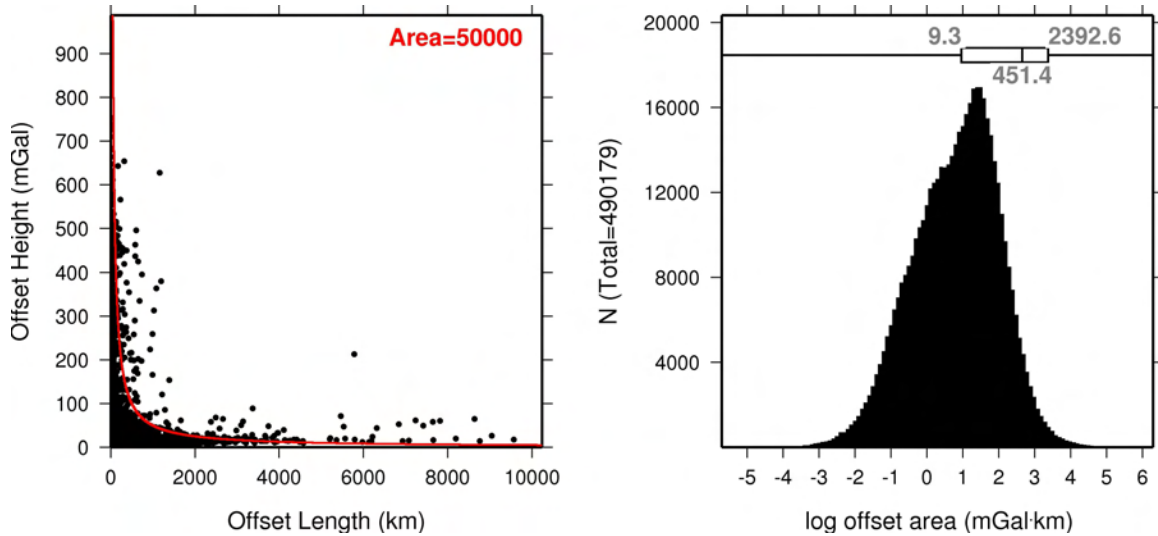 Area=50000
900
800
700
600
500
400
300
200
100
0
Offset Height (mGal)
0 2000 4000 6000 8000 10000
Offset Length (km)
20000
16000
12000
8000
4000
N (Total=490179)
9.3 2392.6
451.4
-5 -4 -3 -2 -1 0 1 2 3 4 5 6
log offset area (mGal·km)